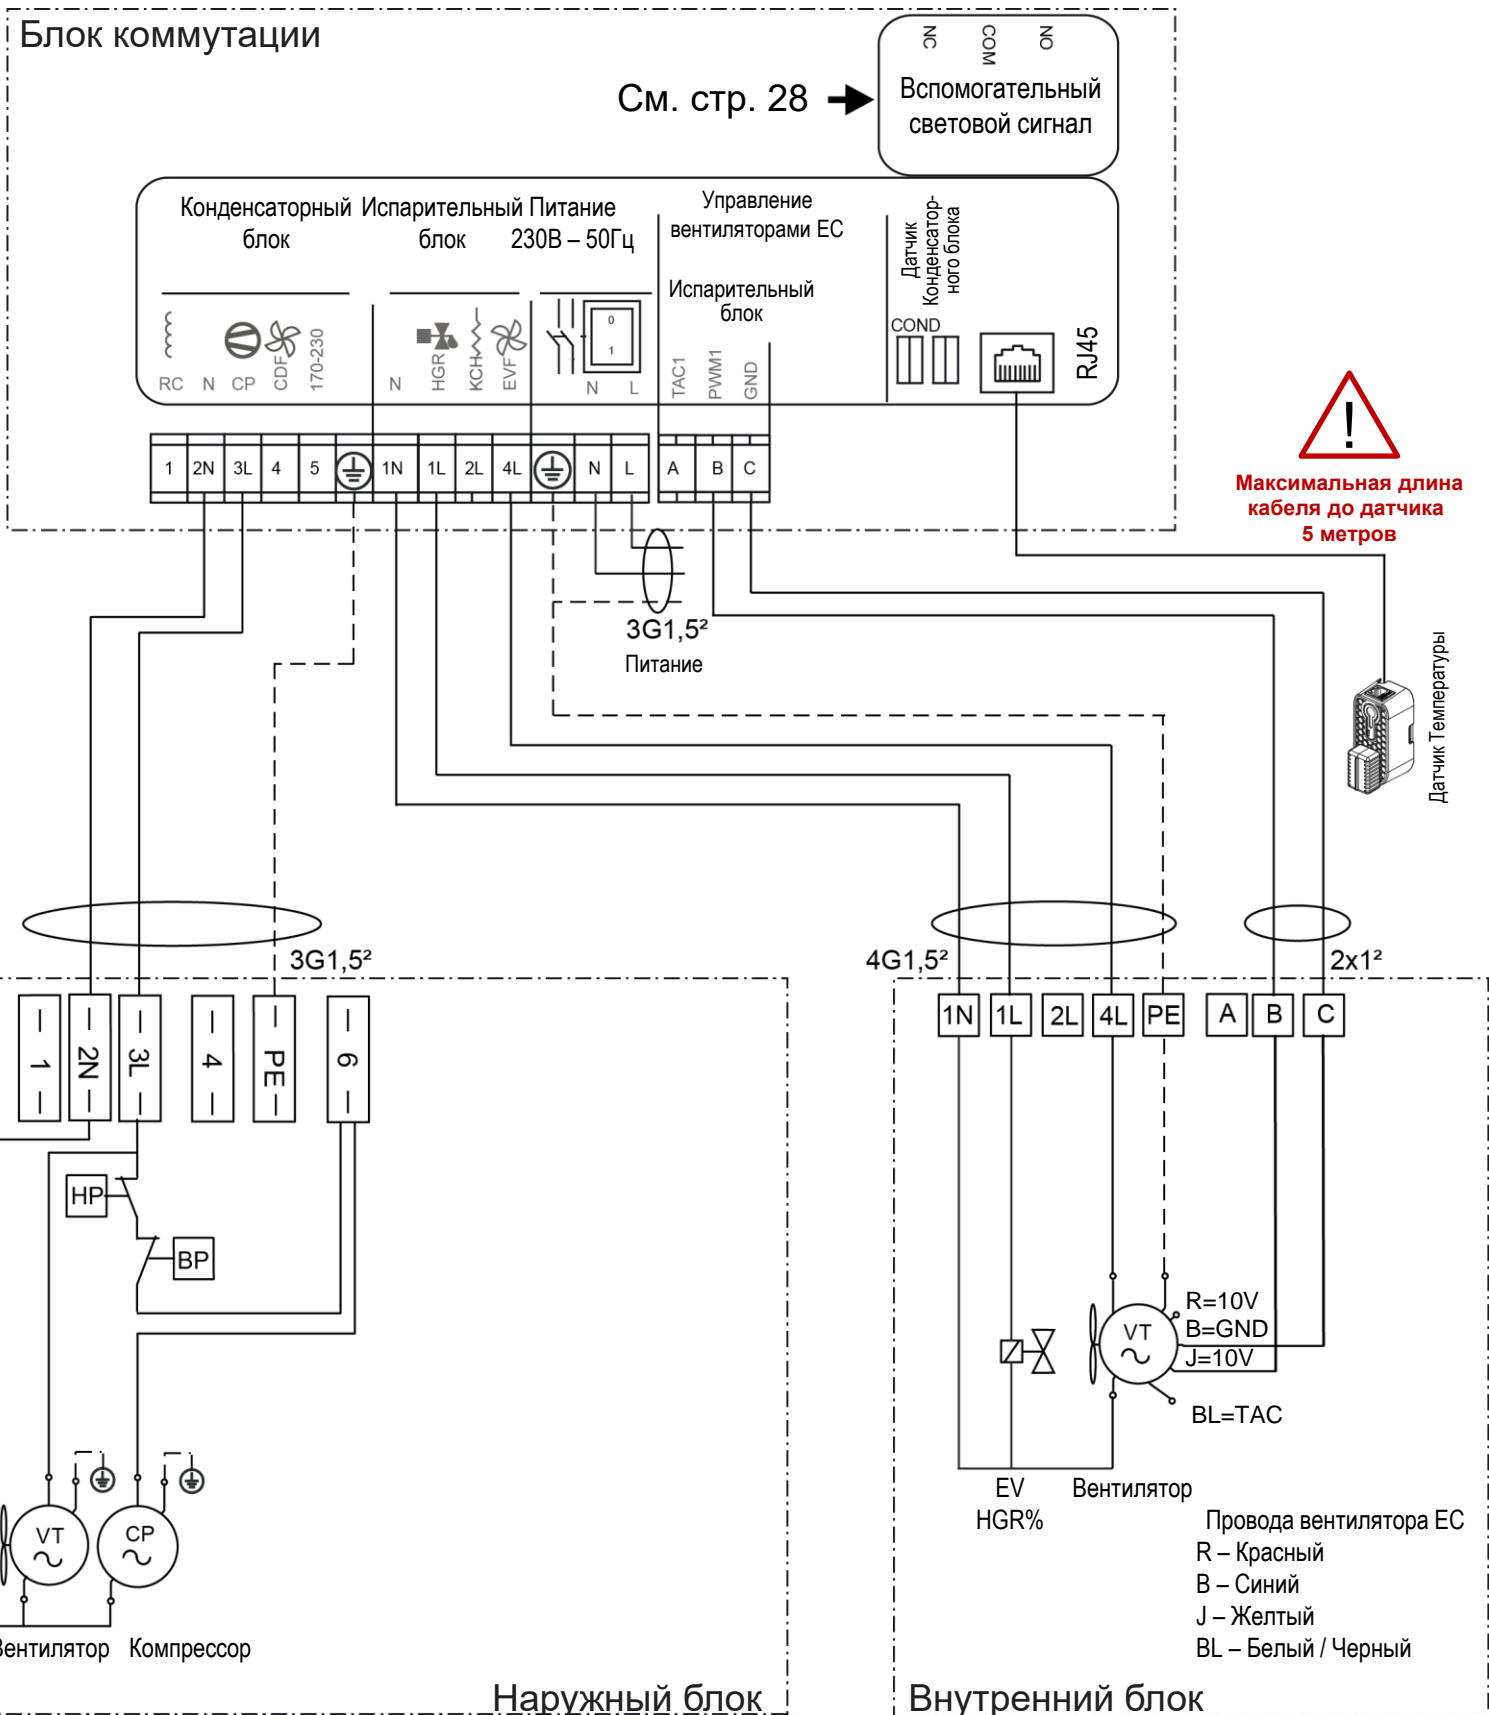 Блок коммутации
NC
COM
NO
См. стр. 28
Вспомогательный
световой сигнал
Конденсаторный
блок
Испарительный
блок
Питание
230В – 50Гц
Управление
вентиляторами ЕС
Испарительный
блок
Датчик
Конденсатор-
ного блока
COND
RJ45
0
1
RC
N
CP
CDF
170-230
N
HGR
KCH
EVF
N
L
TAC1
PWM1
GND
1
2N
3L
4
5
1N
1L
2L
4L
N
L
A
B
C
!
Максимальная длина
кабеля до датчика
5 метров
3G1,5²
Питание
Датчик Температуры
3G1,5²
4G1,5²
2x1²
1
2N
3L
4
PE
6
1N
1L
2L
4L
PE
A
B
C
HP
BP
R=10V
B=GND
J=10V
BL=TAC
VT
VT
CP
EV
HGR%
Вентилятор
Провода вентилятора ЕС
R – Красный
B – Синий
J – Желтый
BL – Белый / Черный
Вентилятор
Компрессор
Наружный блок
Внутренний блок